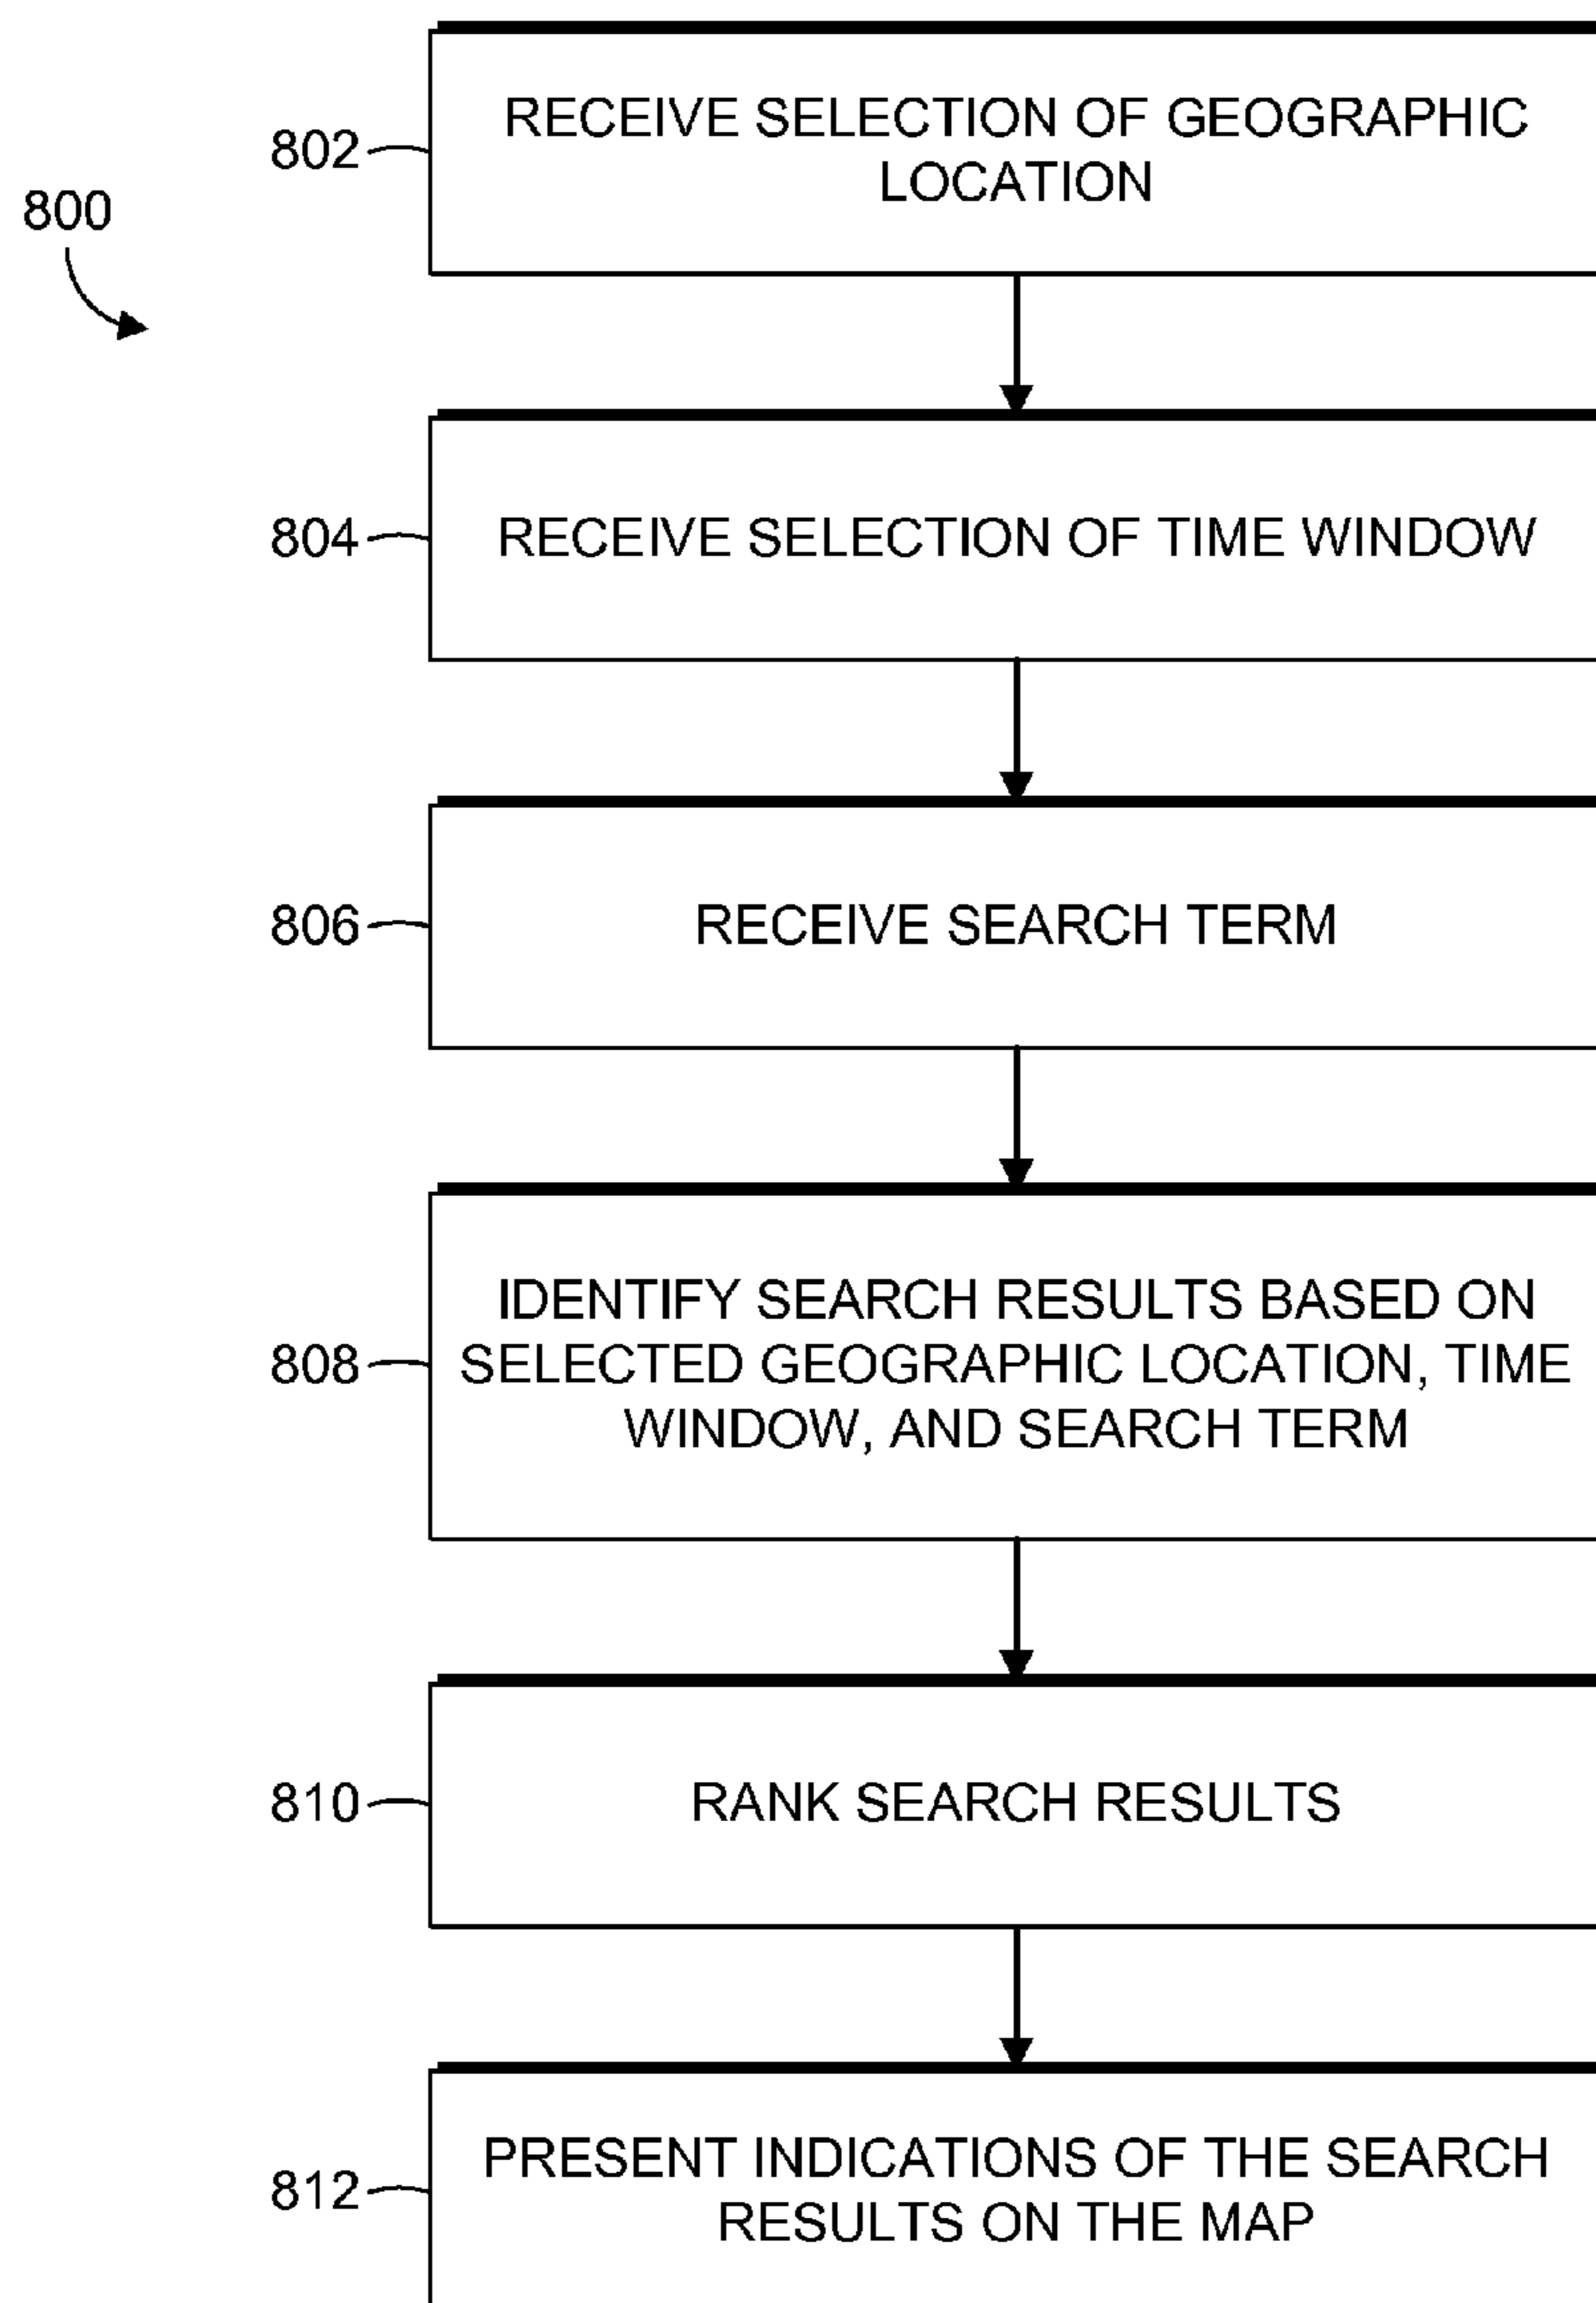 800
802
RECEIVE SELECTION OF GEOGRAPHIC
LOCATION
804
RECEIVE SELECTION OF TIME WINDOW
806
RECEIVE SEARCH TERM
808
IDENTIFY SEARCH RESULTS BASED ON
SELECTED GEOGRAPHIC LOCATION, TIME
WINDOW, AND SEARCH TERM
810
RANK SEARCH RESULTS
812
PRESENT INDICATIONS OF THE SEARCH
RESULTS ON THE MAP